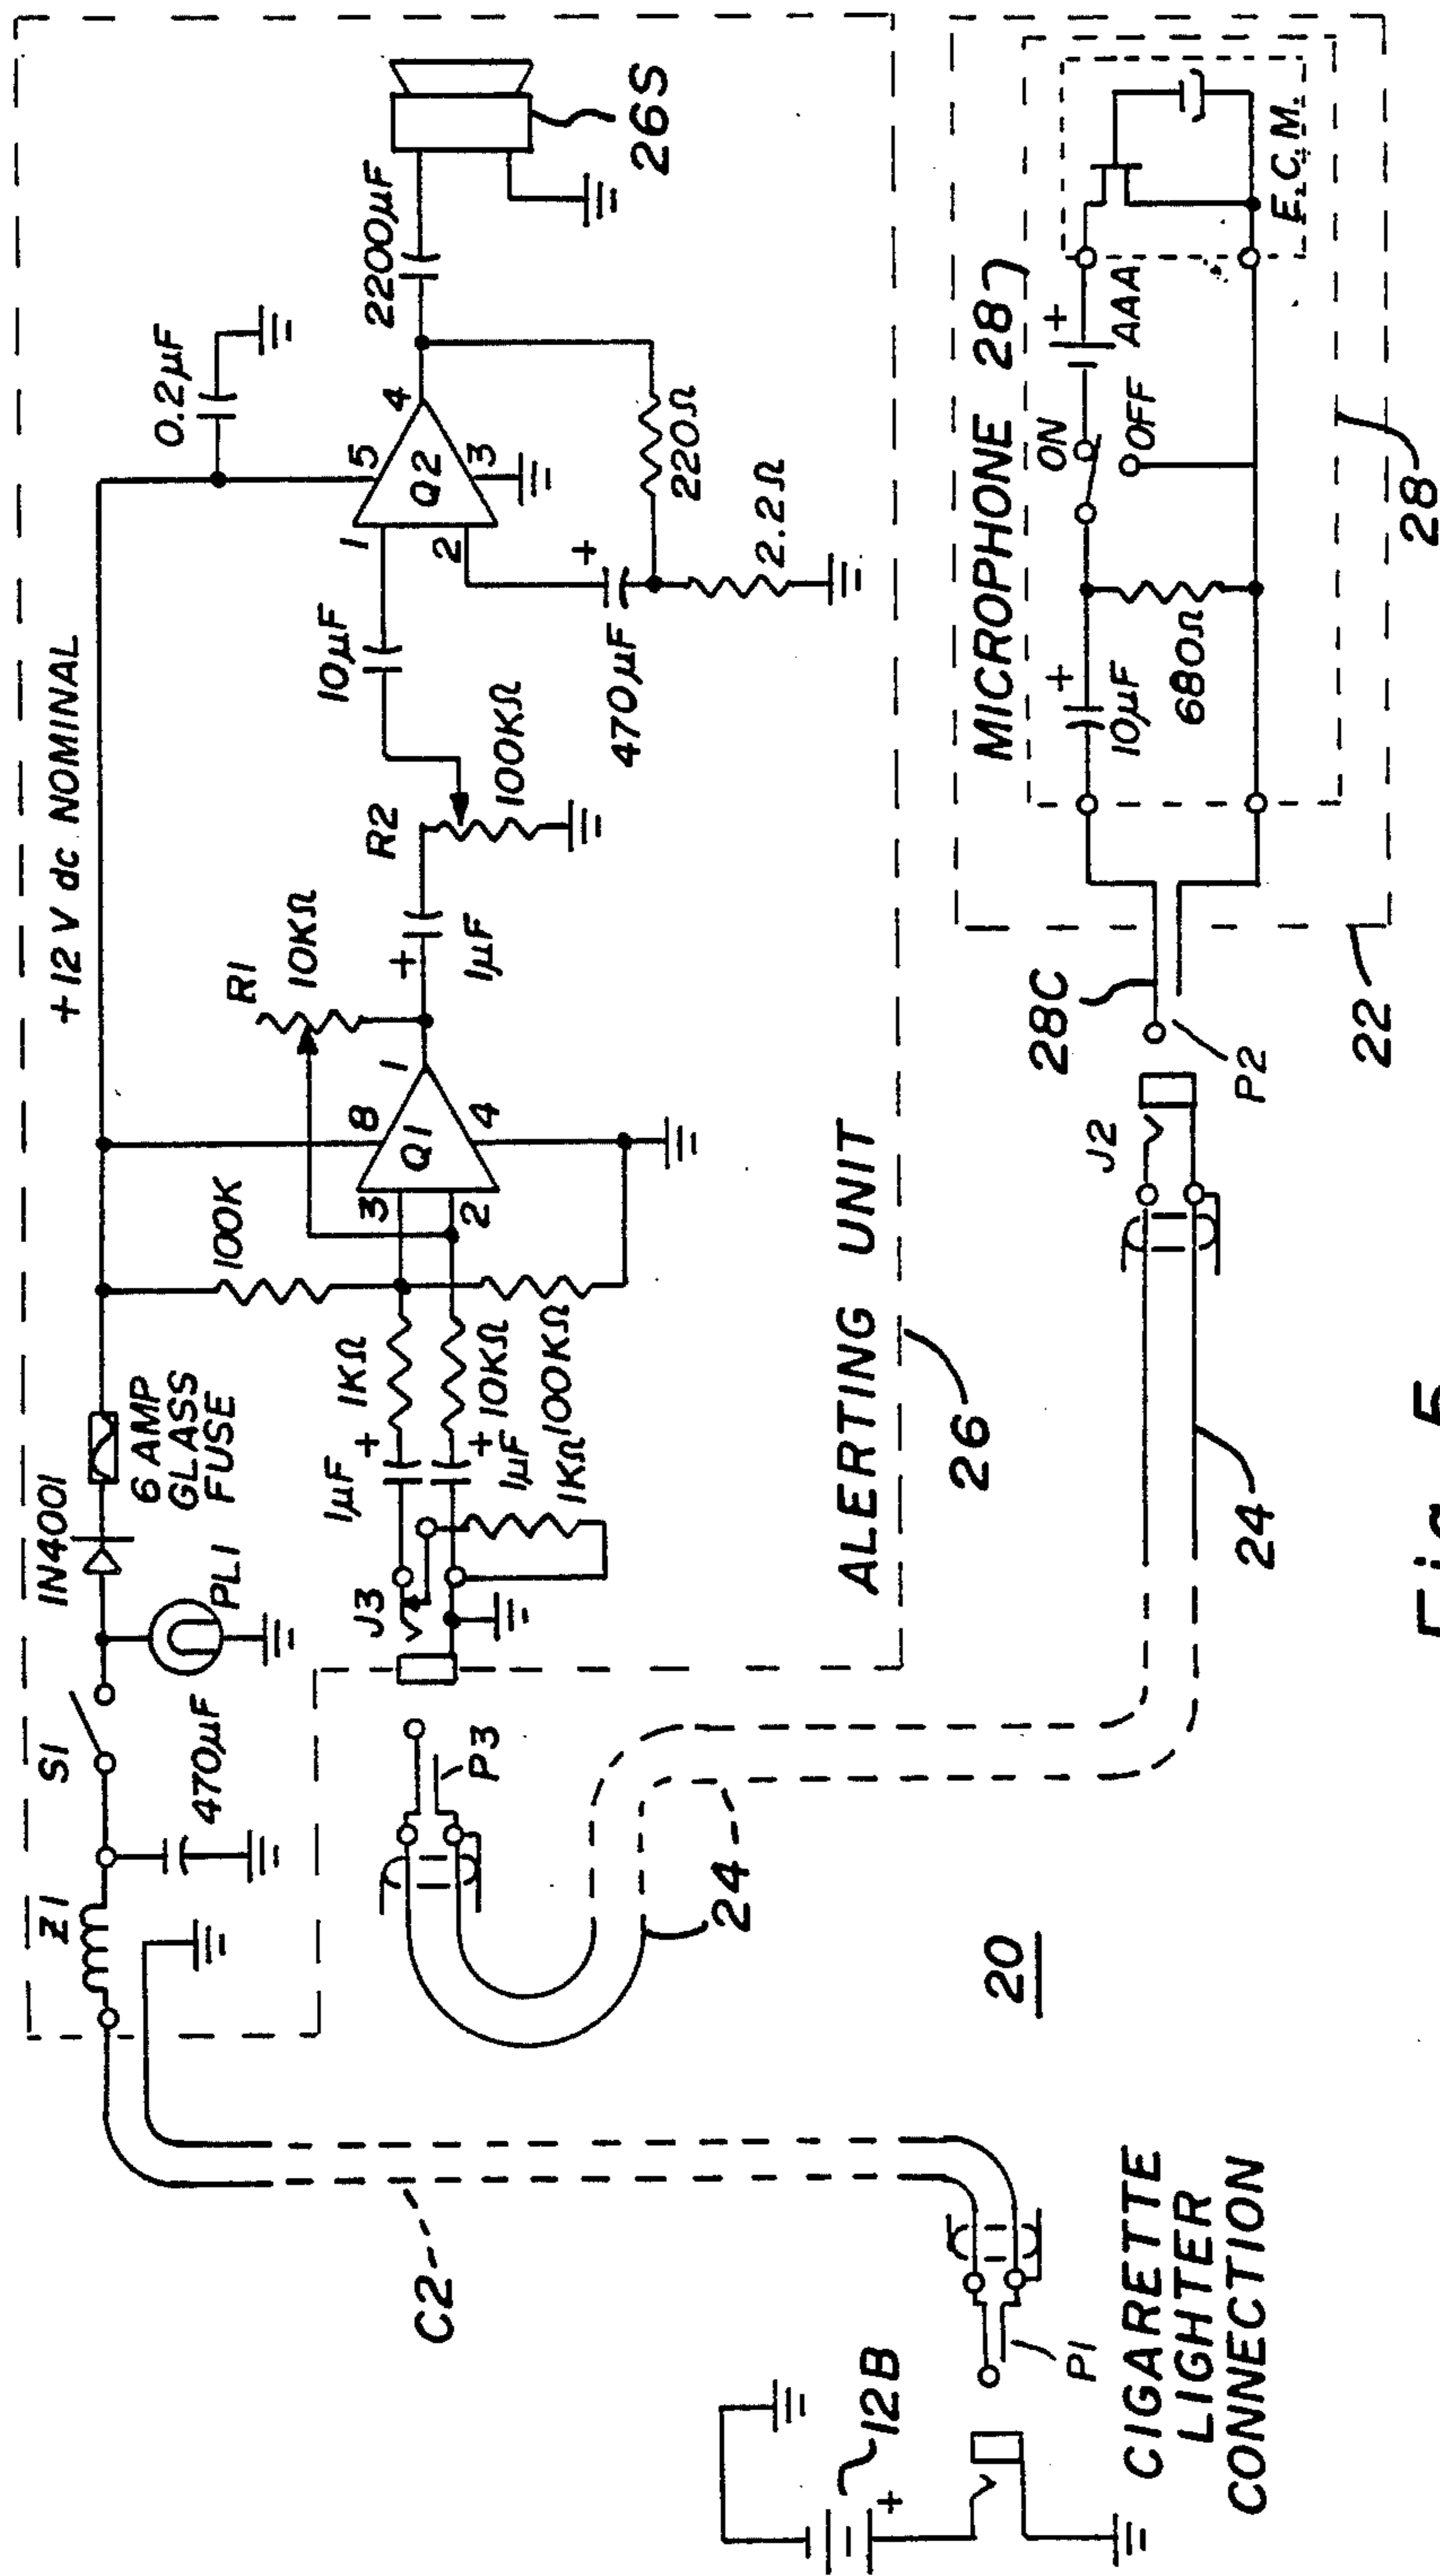 +12 V dc NOMINAL
Z1
S1
470µF
1N4001
PL1
6 AMP
GLASS
FUSE
100K
R1
10KΩ
0.2µF
8
Q1
3
2
1
4
1µF
+
1KΩ
+
1µF
10KΩ
100KΩ
1KΩ
J3
P3
+
1µF
R2
100KΩ
10µF
1
2
5
Q2
4
3
2200µF
26S
+
470µF
220Ω
2.2Ω
ALERTING UNIT
26
24
C2
20
12B
+
P1
CIGARETTE
LIGHTER
CONNECTION
24
J2
P2
28C
22
MICROPHONE 28
+
10µF
680Ω
ON
OFF
+
AAA
E.C.M.
28